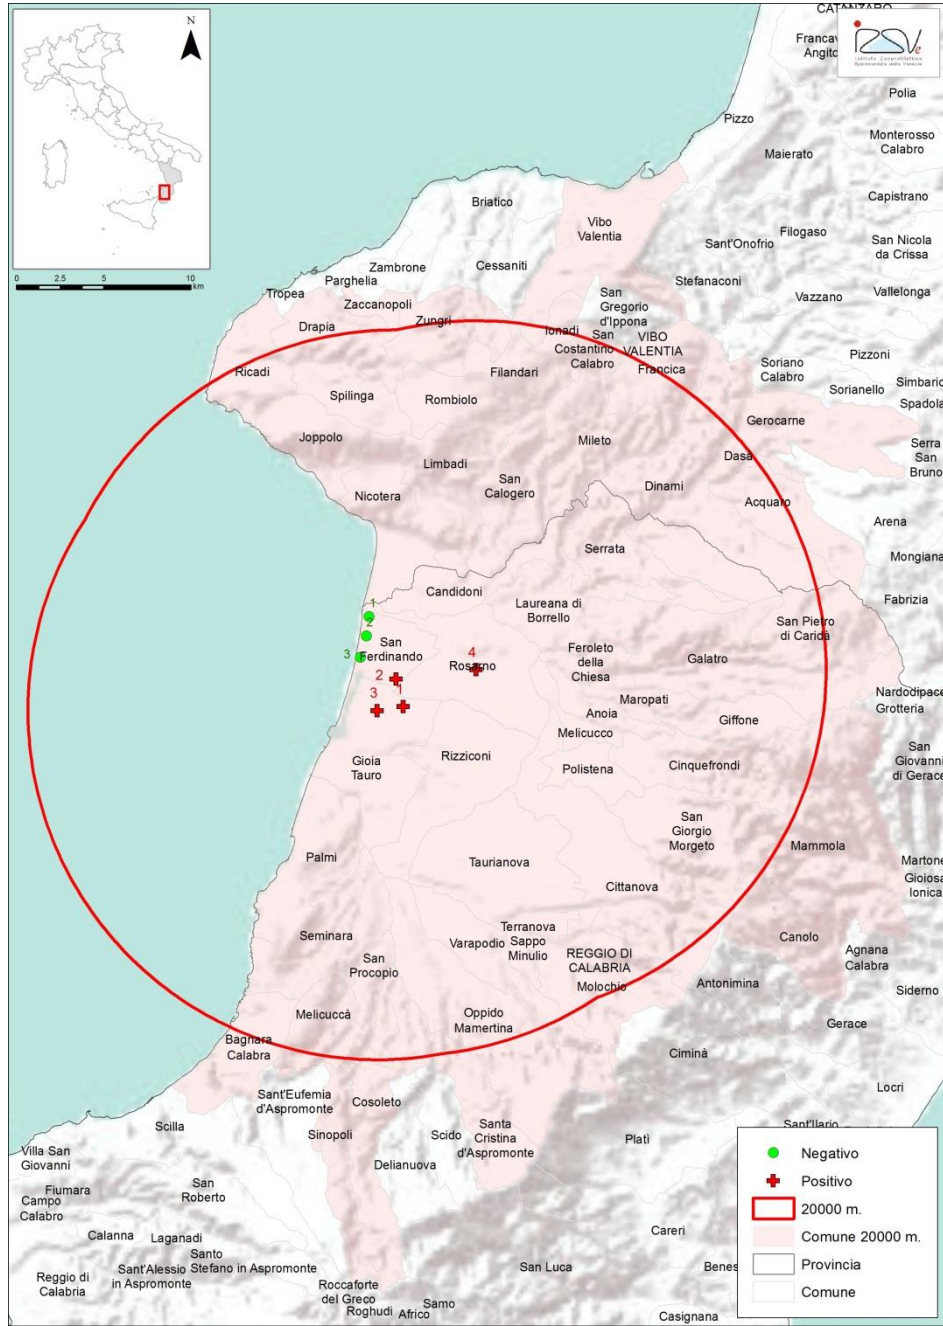 N
0 2.5 5 10
km
CATANZARO
Istituto Zooprofilattico
Sperimentale delle Venezie
Polia
Pizzo
Monterosso
Calabro
Maierato
Capistrano
Briatico
Vibo
Valentia
Sant'Onofrio
Filogaso
San Nicola
da Crissa
Zambrone
Cessaniti
Parghelia
Stefanaconi
Tropea
Zaccanopoli
San
Gregorio
d'Ippona
Vazzano
Vallelonga
Drapia
Zungri
Ionadi
San
Costantino
Calabro
VIBO
VALENTIA
Francica
Soriano
Calabro
Pizzoni
Ricadi
Filandari
Sorianello
Simbario
Spadola
Spilinga
Rombiolo
Gerocarne
Joppolo
Mileto
Serra
San
Bruno
Limbadi
Dasà
Nicotera
San
Calogero
Dinami
Acquaro
Arena
Serrata
Mongiana
Candidoni
Fabrizia
1
Laureana di
Borrello
2
San
Ferdinando
San Pietro
di Caridà
3
4
Rosarno
Feroleto
della
Chiesa
Galatro
2
3
1
Maropati
Nardodipace
Grotteria
Anoia
Giffone
Melicucco
Gioia
Tauro
Rizziconi
Polistena
Cinquefrondi
San
Giovanni
di Gerace
San
Giorgio
Morgeto
Mammola
Palmi
Taurianova
Martone
Gioiosa
Ionica
Cittanova
Seminara
Varapodio
Terranova
Sappo
Minulio
REGGIO DI
CALABRIA
Canolo
Agnana
Calabra
San
Procopio
Molochio
Antonimina
Siderno
Melicuccà
Oppido
Mamertina
Gerace
Bagnara
Calabra
Ciminà
Locri
Sant'Eufemia
d'Aspromonte
Cosoleto
Scilla
Sinopoli
Scido
Santa
Cristina
d'Aspromonte
Platì
Sant'Ilario
Villa San
Giovanni
Delianuova
Fiumara
Campo
Calabro
San
Roberto
Calanna
Laganadi
Santo
Stefano in Aspromonte
Careri
Sant'Alessio
in Aspromonte
San Luca
Reggio di
Calabria
Roccaforte
del Greco
Roghudi
Africo
Samo
Casignana
Negativo
Positivo
20000 m.
Comune 20000 m.
Provincia
Comune